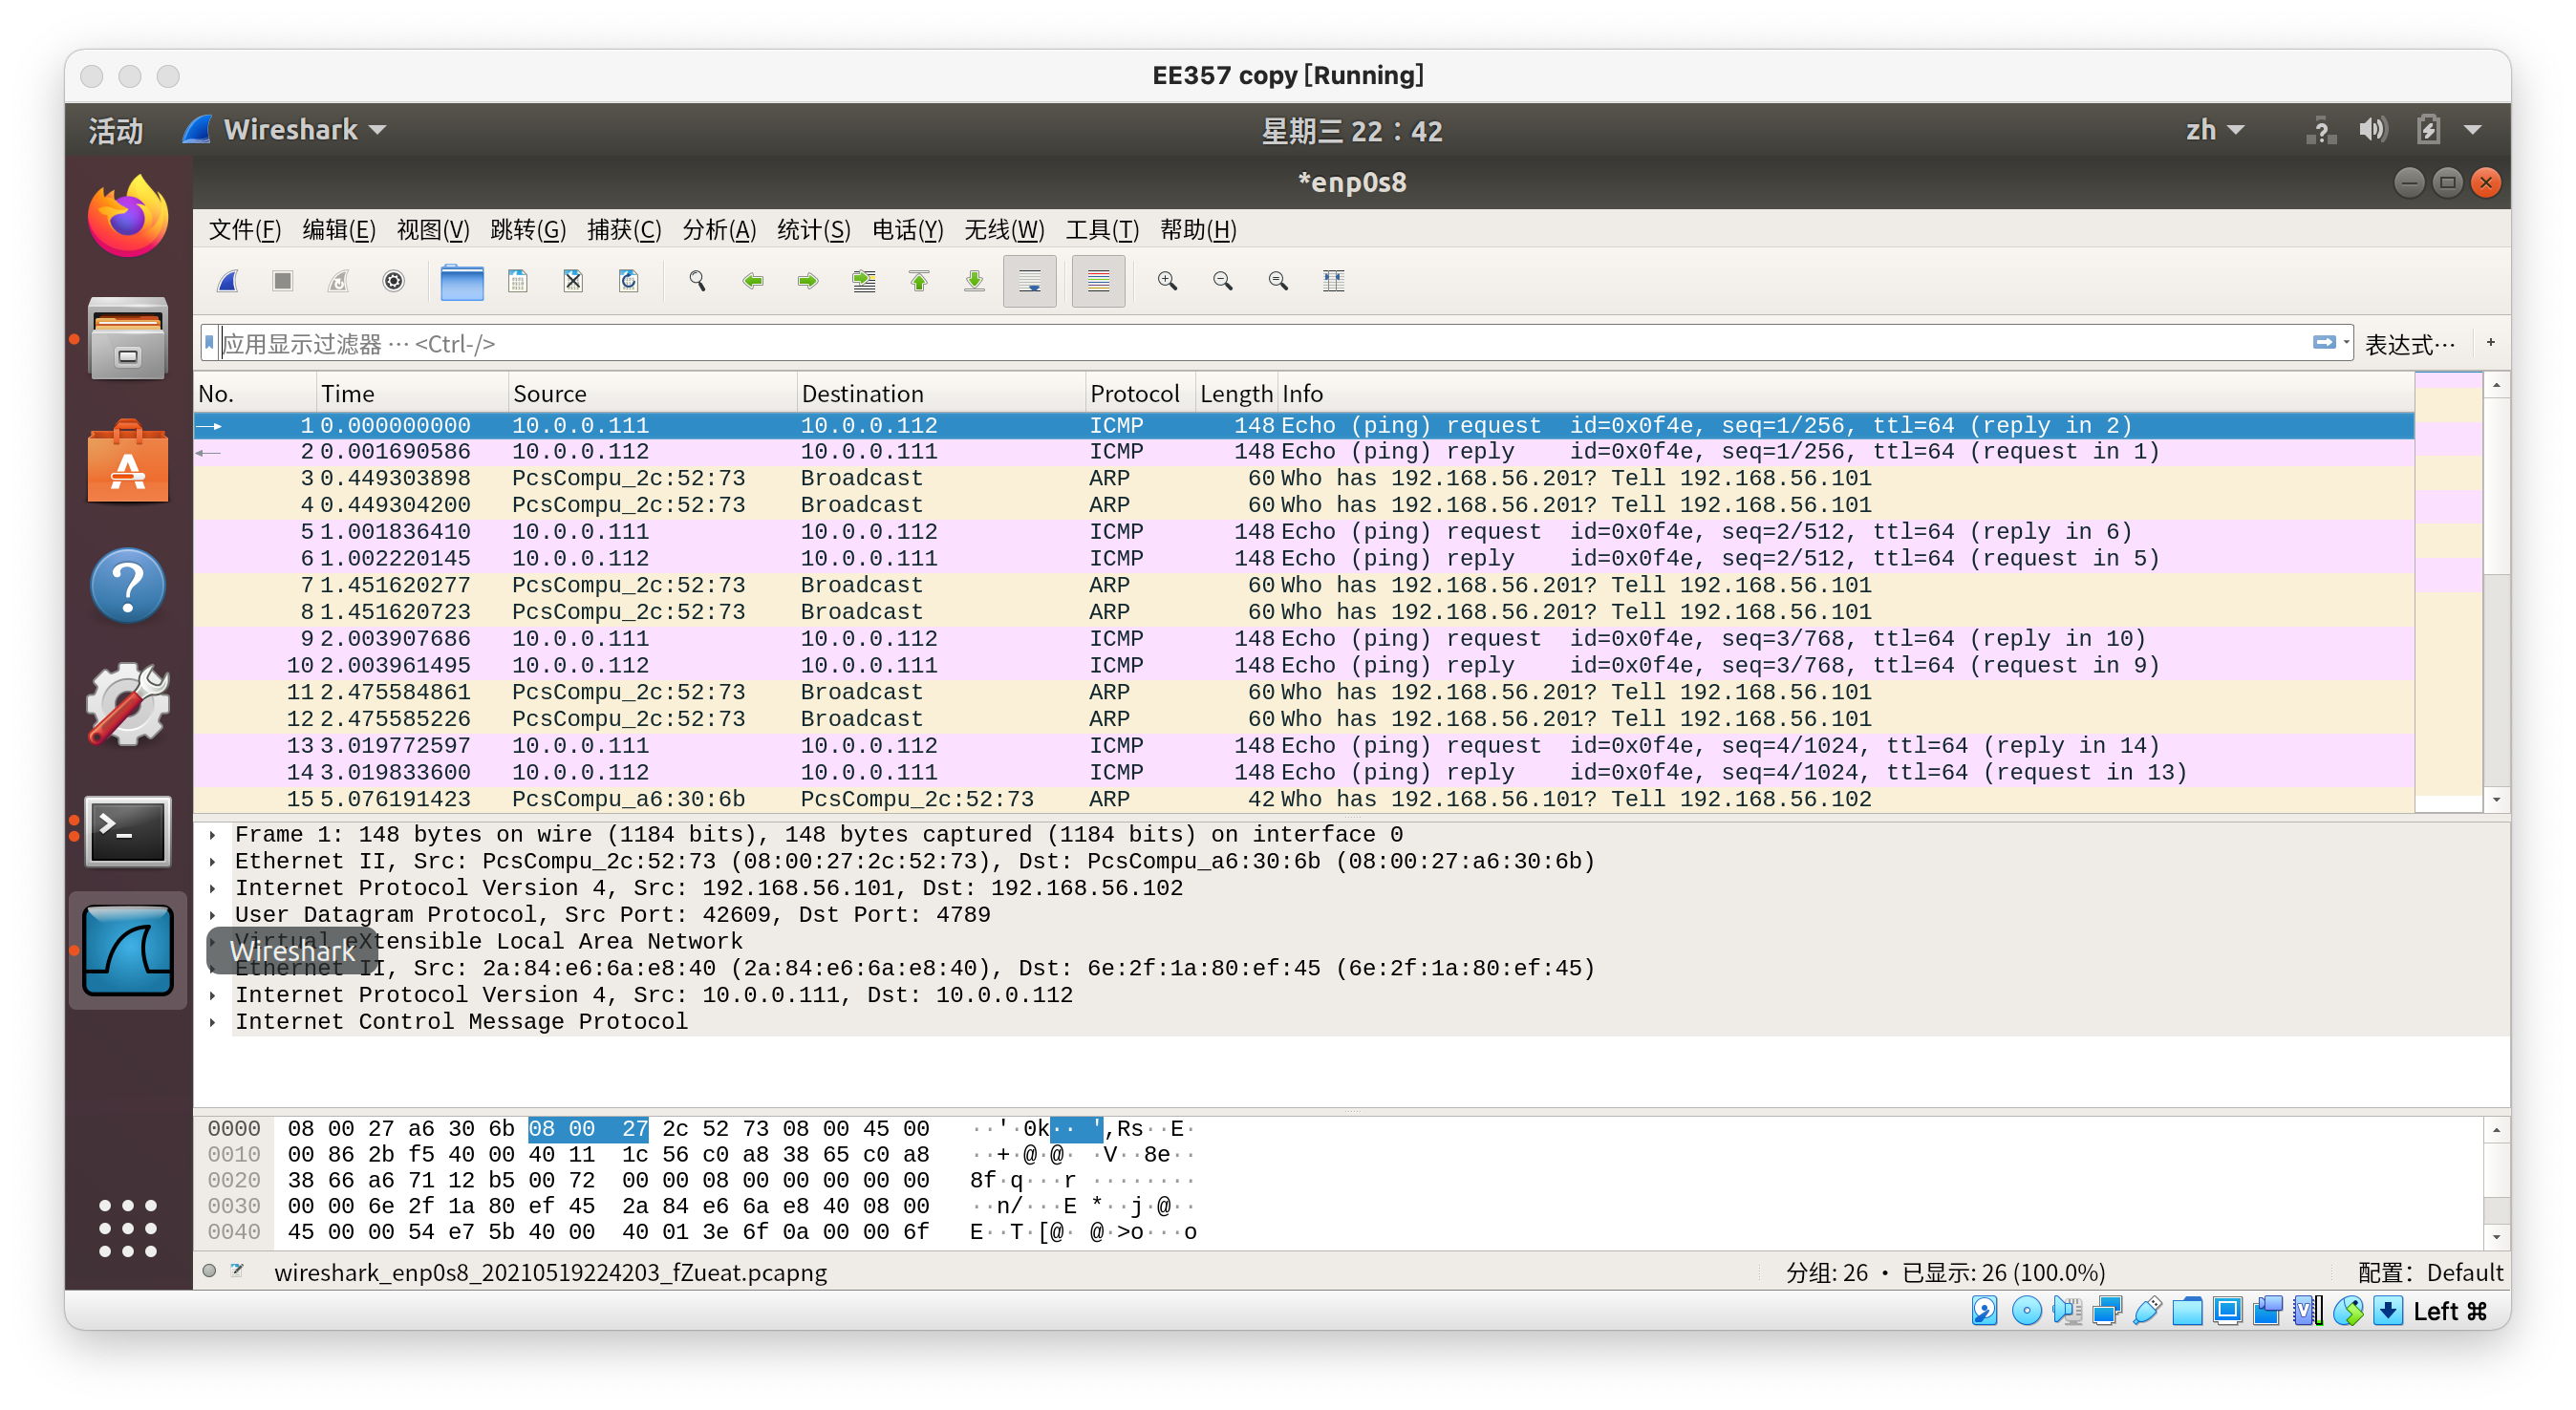 EE357 copy [Running]
活动 Wireshark 星期三 22：42 zh
*enp0s8
文件(F) 编辑(E) 视图(V) 跳转(G) 捕获(C) 分析(A) 统计(S) 电话(Y) 无线(W) 工具(T) 帮助(H)
应用显示过滤器 … <Ctrl-/> 表达式… +
No. Time Source Destination Protocol Length Info
1 0.000000000 10.0.0.111 10.0.0.112 ICMP 148 Echo (ping) request id=0x0f4e, seq=1/256, ttl=64 (reply in 2)
2 0.001690586 10.0.0.112 10.0.0.111 ICMP 148 Echo (ping) reply id=0x0f4e, seq=1/256, ttl=64 (request in 1)
3 0.449303898 PcsCompu_2c:52:73 Broadcast ARP 60 Who has 192.168.56.201? Tell 192.168.56.101
4 0.449304200 PcsCompu_2c:52:73 Broadcast ARP 60 Who has 192.168.56.201? Tell 192.168.56.101
5 1.001836410 10.0.0.111 10.0.0.112 ICMP 148 Echo (ping) request id=0x0f4e, seq=2/512, ttl=64 (reply in 6)
6 1.002220145 10.0.0.112 10.0.0.111 ICMP 148 Echo (ping) reply id=0x0f4e, seq=2/512, ttl=64 (request in 5)
7 1.451620277 PcsCompu_2c:52:73 Broadcast ARP 60 Who has 192.168.56.201? Tell 192.168.56.101
8 1.451620723 PcsCompu_2c:52:73 Broadcast ARP 60 Who has 192.168.56.201? Tell 192.168.56.101
9 2.003907686 10.0.0.111 10.0.0.112 ICMP 148 Echo (ping) request id=0x0f4e, seq=3/768, ttl=64 (reply in 10)
10 2.003961495 10.0.0.112 10.0.0.111 ICMP 148 Echo (ping) reply id=0x0f4e, seq=3/768, ttl=64 (request in 9)
11 2.475584861 PcsCompu_2c:52:73 Broadcast ARP 60 Who has 192.168.56.201? Tell 192.168.56.101
12 2.475585226 PcsCompu_2c:52:73 Broadcast ARP 60 Who has 192.168.56.201? Tell 192.168.56.101
13 3.019772597 10.0.0.111 10.0.0.112 ICMP 148 Echo (ping) request id=0x0f4e, seq=4/1024, ttl=64 (reply in 14)
14 3.019833600 10.0.0.112 10.0.0.111 ICMP 148 Echo (ping) reply id=0x0f4e, seq=4/1024, ttl=64 (request in 13)
15 5.076191423 PcsCompu_a6:30:6b PcsCompu_2c:52:73 ARP 42 Who has 192.168.56.101? Tell 192.168.56.102
Frame 1: 148 bytes on wire (1184 bits), 148 bytes captured (1184 bits) on interface 0
Ethernet II, Src: PcsCompu_2c:52:73 (08:00:27:2c:52:73), Dst: PcsCompu_a6:30:6b (08:00:27:a6:30:6b)
Internet Protocol Version 4, Src: 192.168.56.101, Dst: 192.168.56.102
User Datagram Protocol, Src Port: 42609, Dst Port: 4789
Virtual eXtensible Local Area Network
Wireshark
Ethernet II, Src: 2a:84:e6:6a:e8:40 (2a:84:e6:6a:e8:40), Dst: 6e:2f:1a:80:ef:45 (6e:2f:1a:80:ef:45)
Internet Protocol Version 4, Src: 10.0.0.111, Dst: 10.0.0.112
Internet Control Message Protocol
0000 08 00 27 a6 30 6b 08 00 27 2c 52 73 08 00 45 00 ··'·0k·· ',Rs··E·
0010 00 86 2b f5 40 00 40 11 1c 56 c0 a8 38 65 c0 a8 ··+·@·@· ·V··8e··
0020 38 66 a6 71 12 b5 00 72 00 00 08 00 00 00 00 00 8f·q···r ········
0030 00 00 6e 2f 1a 80 ef 45 2a 84 e6 6a e8 40 08 00 ··n/···E *··j·@··
0040 45 00 00 54 e7 5b 40 00 40 01 3e 6f 0a 00 00 6f E··T·[@· @·>o···o
wireshark_enp0s8_20210519224203_fZueat.pcapng 分组: 26 · 已显示: 26 (100.0%) 配置： Default
Left ⌘